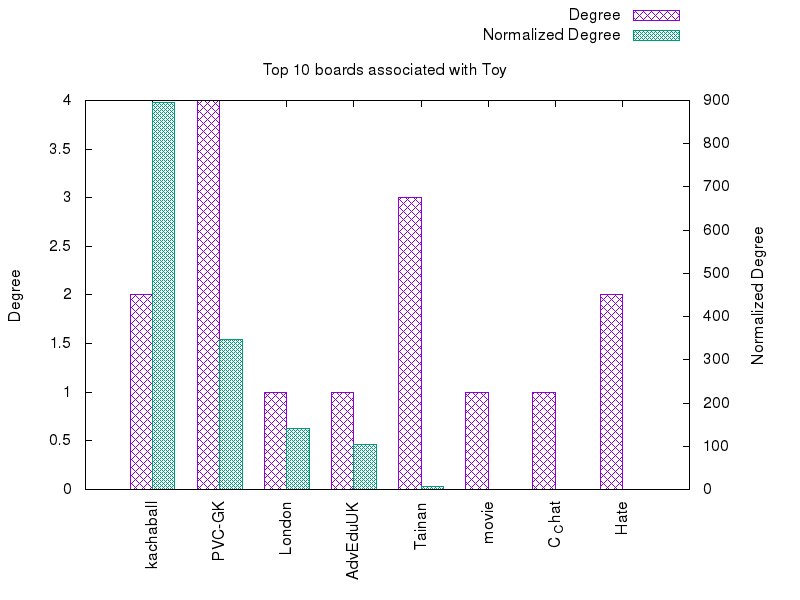 Degree
Normalized Degree
Top 10 boards associated with Toy
4
3.5
3
2.5
2
1.5
1
0.5
0
900
800
700
600
500
400
300
200
100
0
Degree
Normalized Degree
kachaball
PVC-GK
London
AdvEduUK
Tainan
movie
CChat
Hate